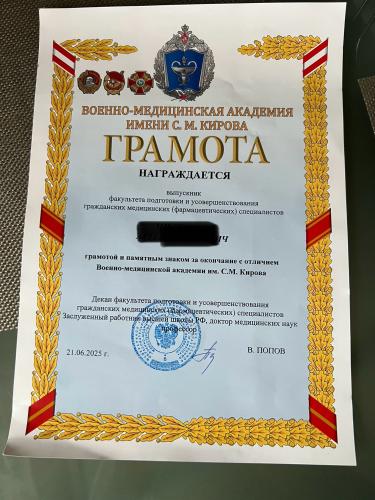 ВОЕННО-МЕДИЦИНСКАЯ АКАДЕМИЯ
ИМЕНИ С. М. КИРОВА
ГРАМОТА
НАГРАЖДАЕТСЯ
выпускник
факультета подготовки и усовершенствования
гражданских медицинских (фармацевтических) специалистов
ич
грамотой и памятным знаком за окончание с отличием
Военно-медицинской академии им. С.М. Кирова
Декан факультета подготовки и усовершенствования
гражданских медицинских (фармацевтических) специалистов
Заслуженный работник высшей школы РФ, доктор медицинских наук
профессор
21.06.2025 г.
В. ПОПОВ